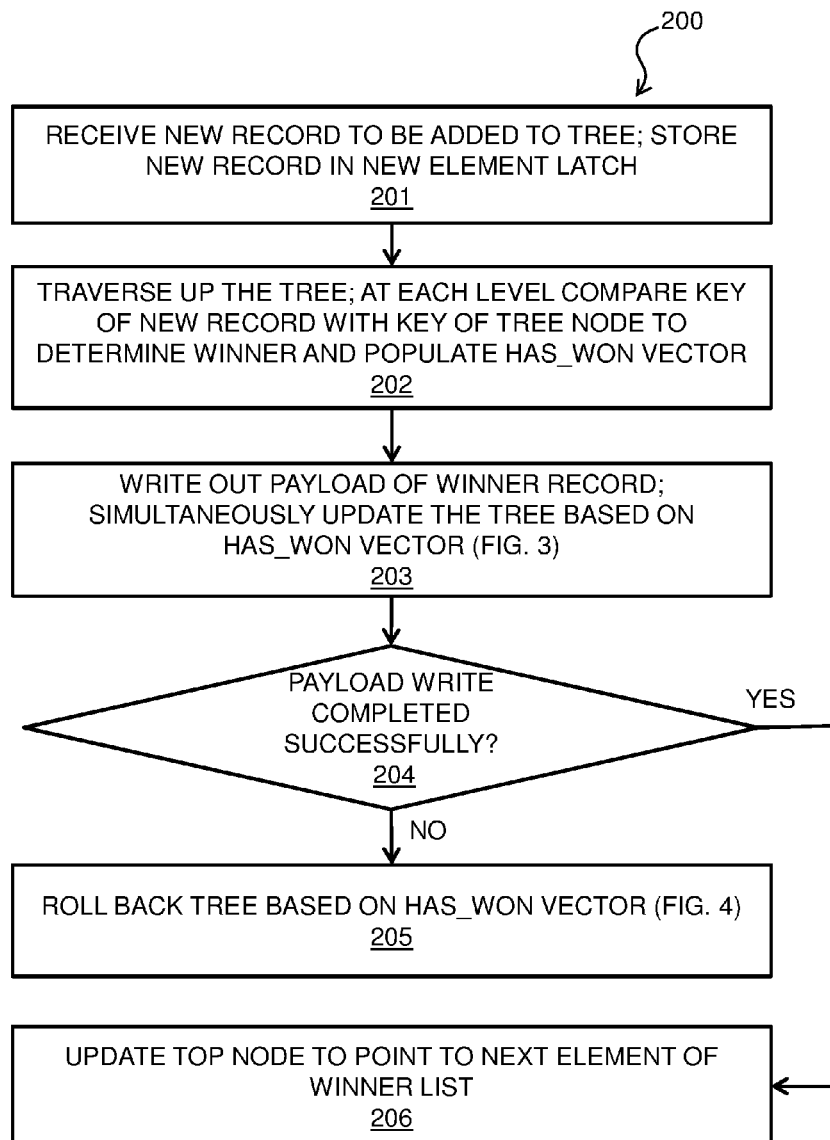 200
RECEIVE NEW RECORD TO BE ADDED TO TREE; STORE
NEW RECORD IN NEW ELEMENT LATCH
201
TRAVERSE UP THE TREE; AT EACH LEVEL COMPARE KEY
OF NEW RECORD WITH KEY OF TREE NODE TO
DETERMINE WINNER AND POPULATE HAS_WON VECTOR
202
WRITE OUT PAYLOAD OF WINNER RECORD;
SIMULTANEOUSLY UPDATE THE TREE BASED ON
HAS_WON VECTOR (FIG. 3)
203
PAYLOAD WRITE
COMPLETED
SUCCESSFULLY?
204
YES
NO
ROLL BACK TREE BASED ON HAS_WON VECTOR (FIG. 4)
205
UPDATE TOP NODE TO POINT TO NEXT ELEMENT OF
WINNER LIST
206